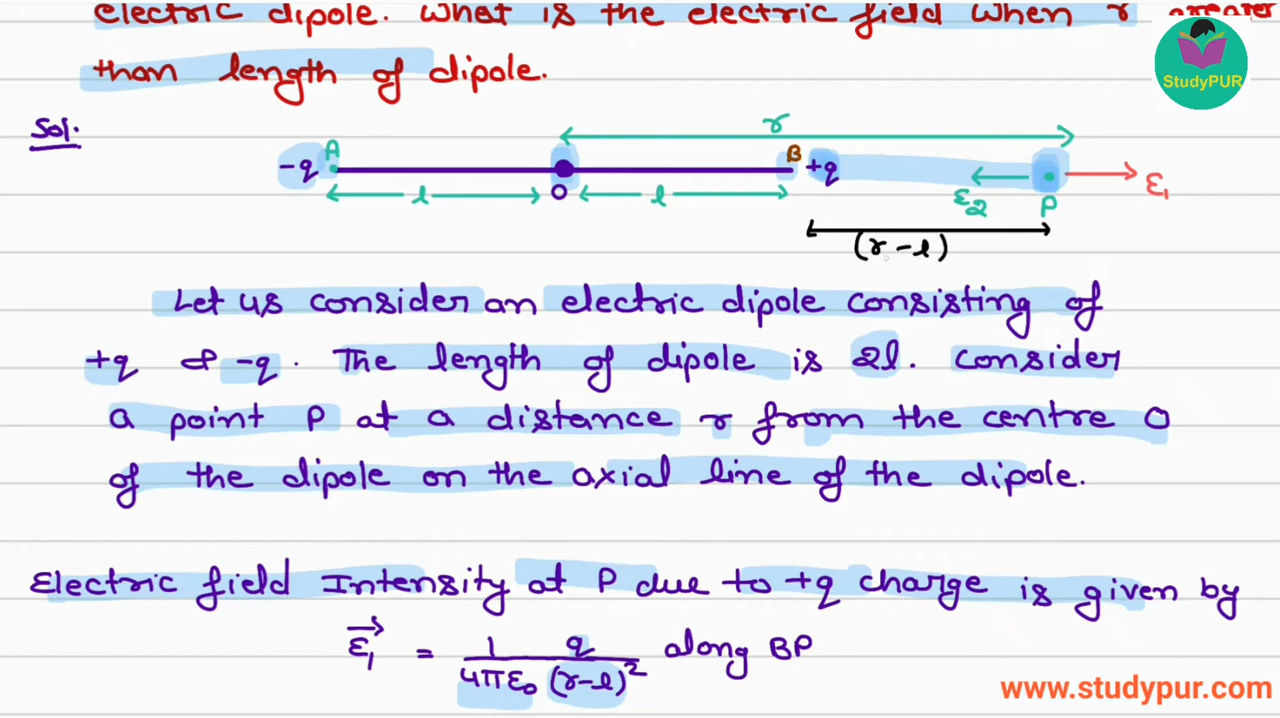 electric dipole. What is the electric field when r greater
than length of dipole.
StudyPUR
Sol.
r
-q A B +q
l O l E2 P E1
(r-l)
Let us consider an electric dipole consisting of
+q & -q. The length of dipole is 2l. Consider
a point P at a distance r from the centre O
of the dipole on the axial line of the dipole.
Electric field Intensity at P due to +q charge is given by
E1 = 1/4πε0 q/(r-l)² along BP
www.studypur.com